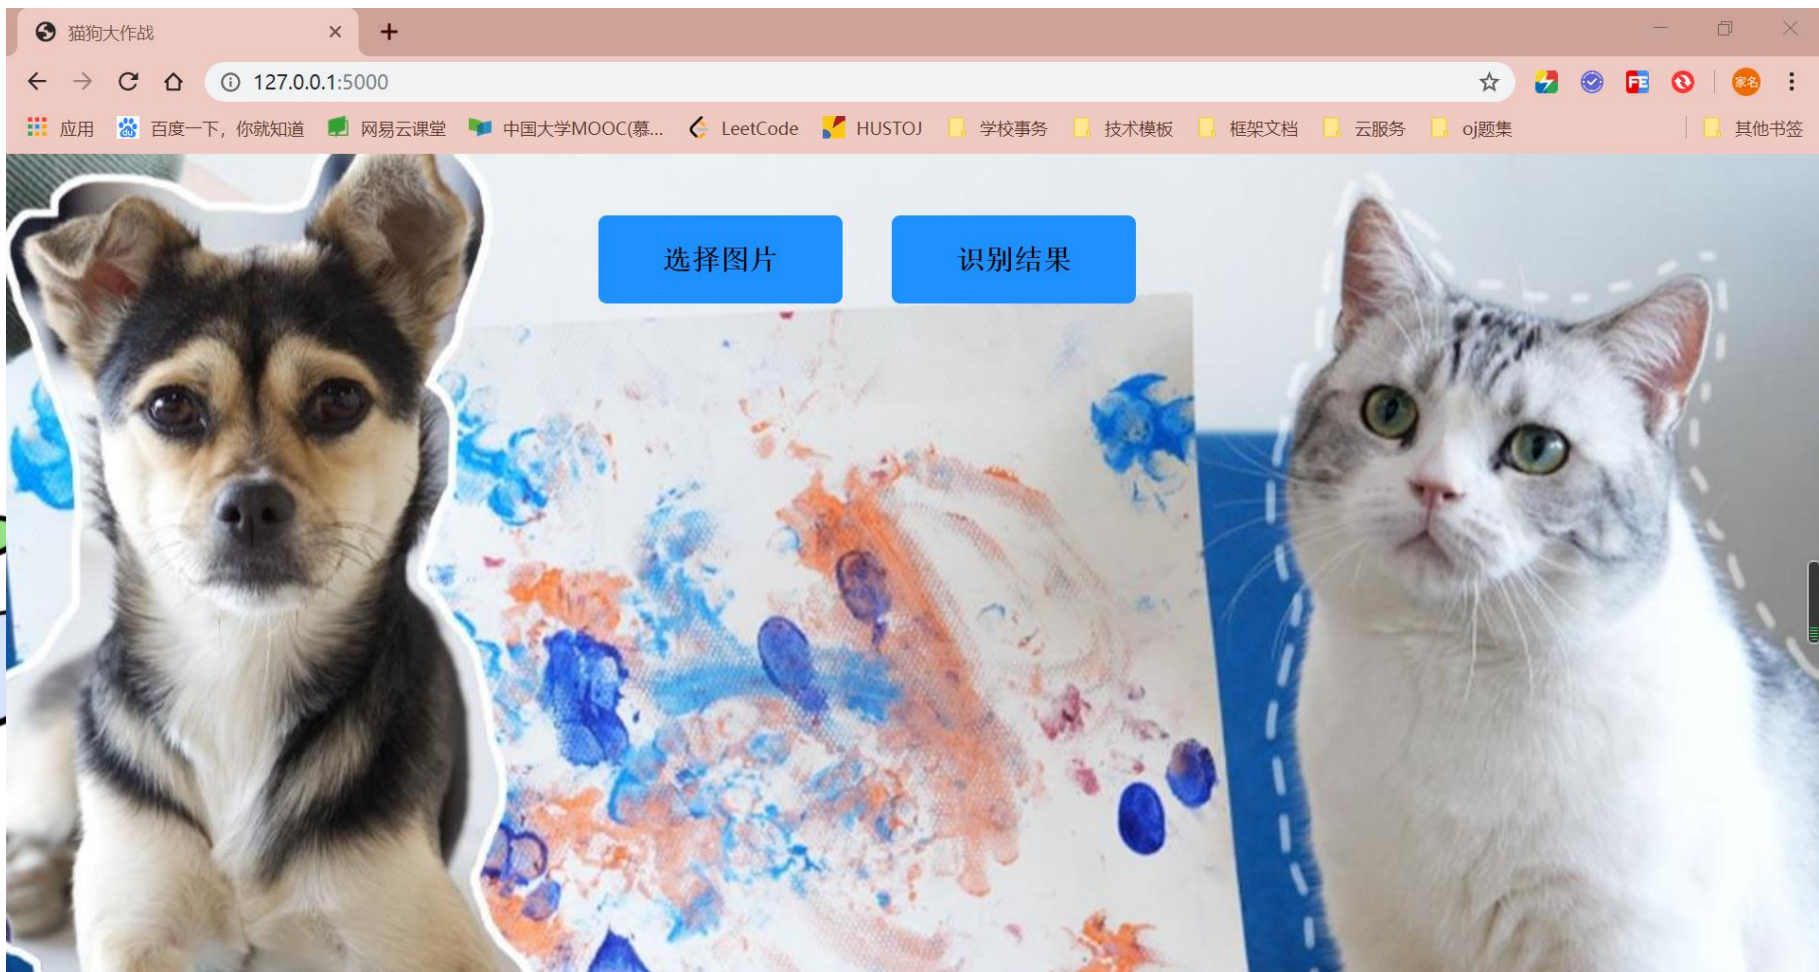 猫狗大作战
127.0.0.1:5000
家名
应用 百度一下，你就知道 网易云课堂 中国大学MOOC(慕... LeetCode HUSTOJ 学校事务 技术模板 框架文档 云服务 oj题集 其他书签
选择图片 识别结果